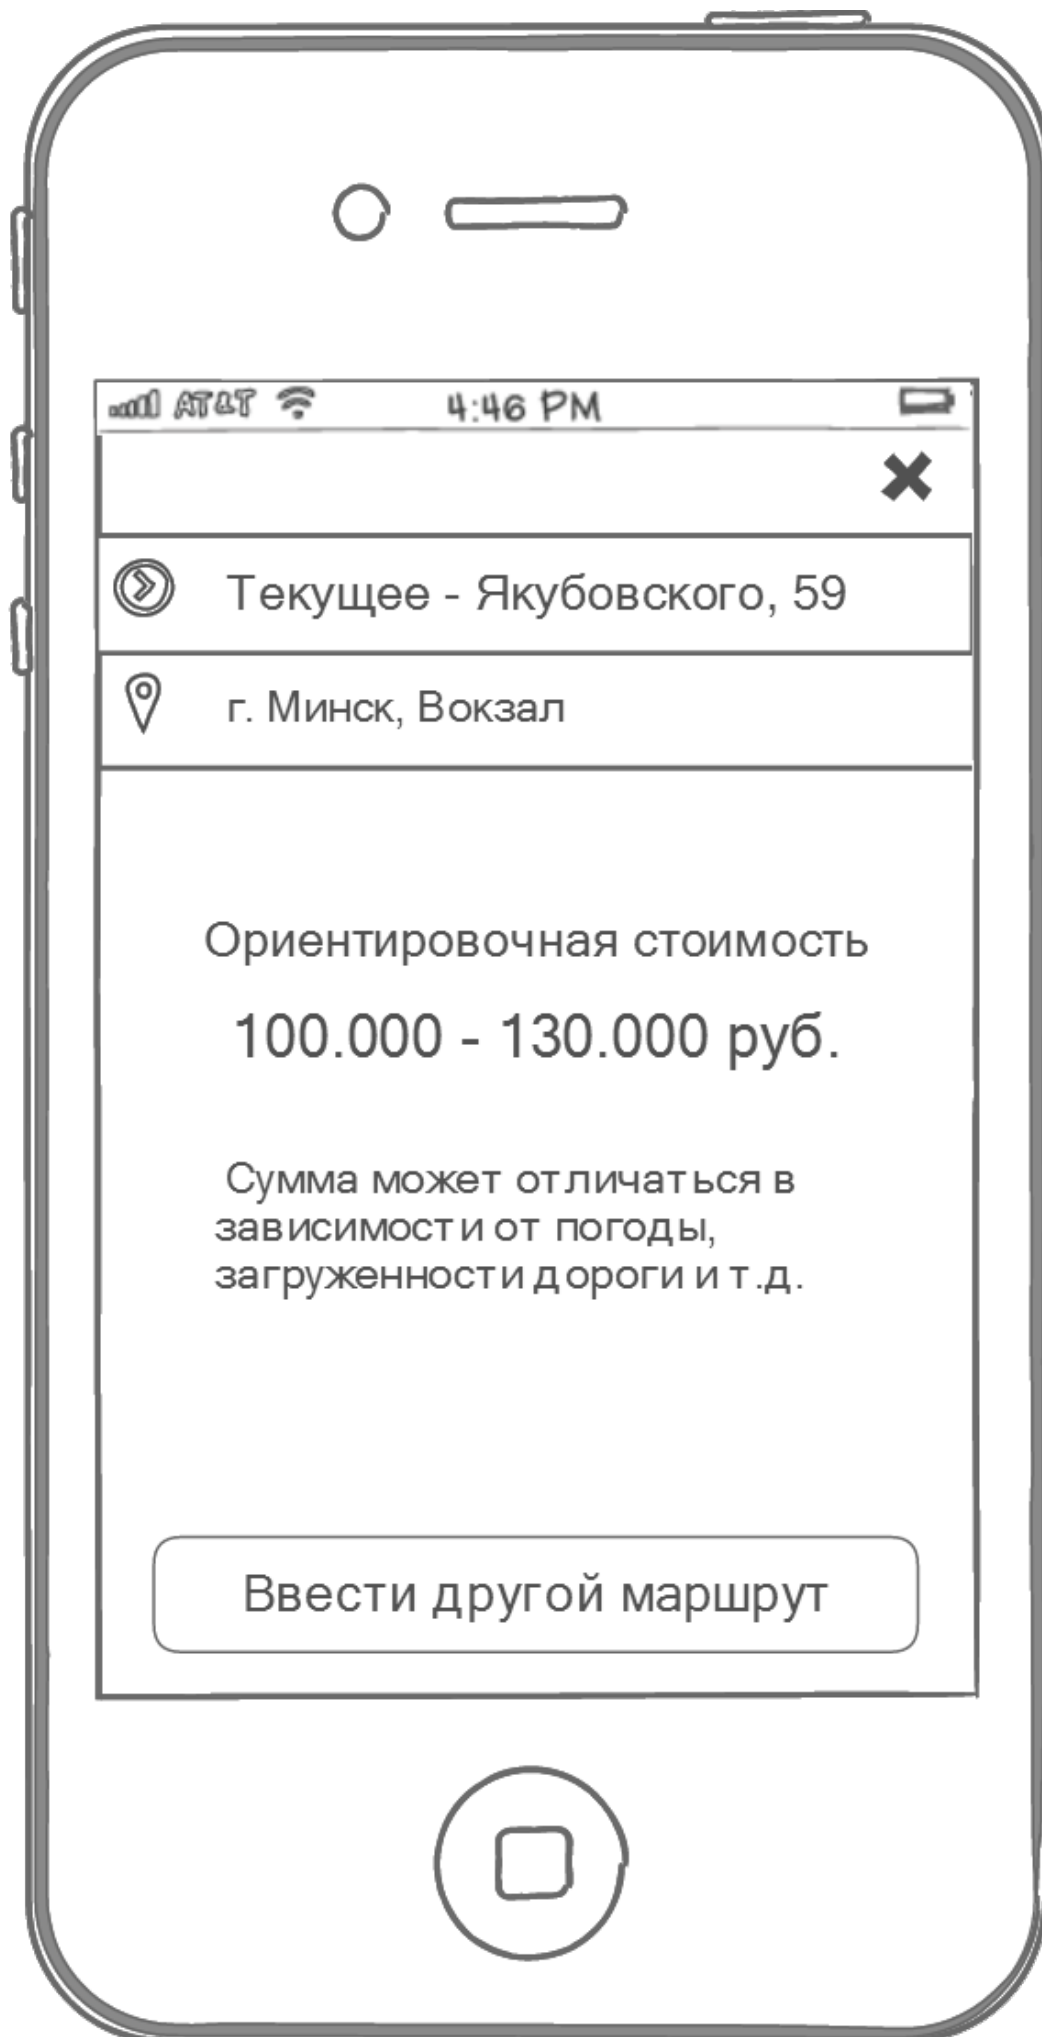 AT&T 4:46 PM
Текущее - Якубовского, 59
г. Минск, Вокзал
Ориентировочная стоимость
100.000 - 130.000 руб.
Сумма может отличаться в
зависимости от погоды,
загруженности дороги и т.д.
Ввести другой маршрут